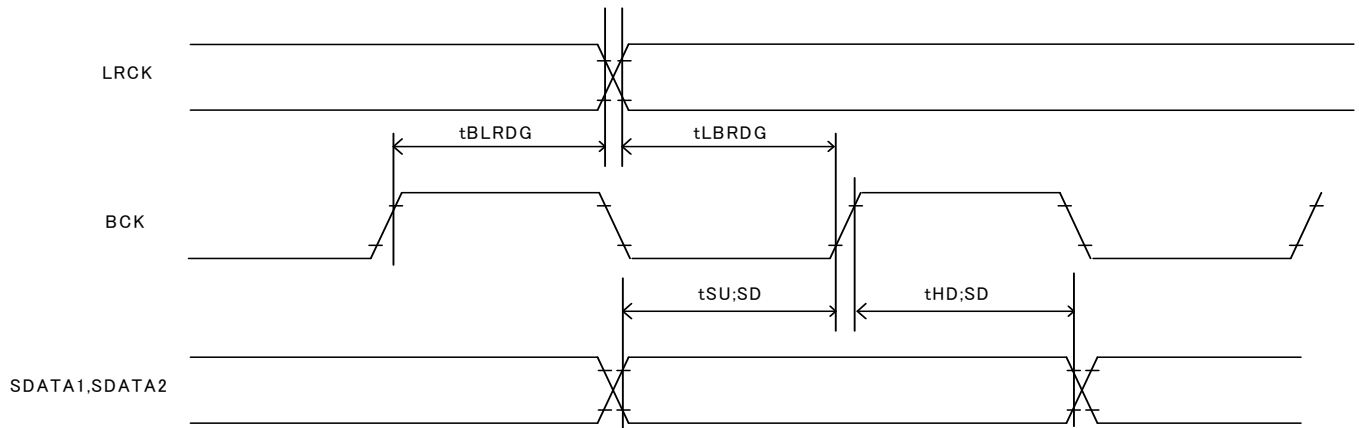 LRCK
tBLRDG
tLBRDG
BCK
tSU;SD
tHD;SD
SDATA1,SDATA2